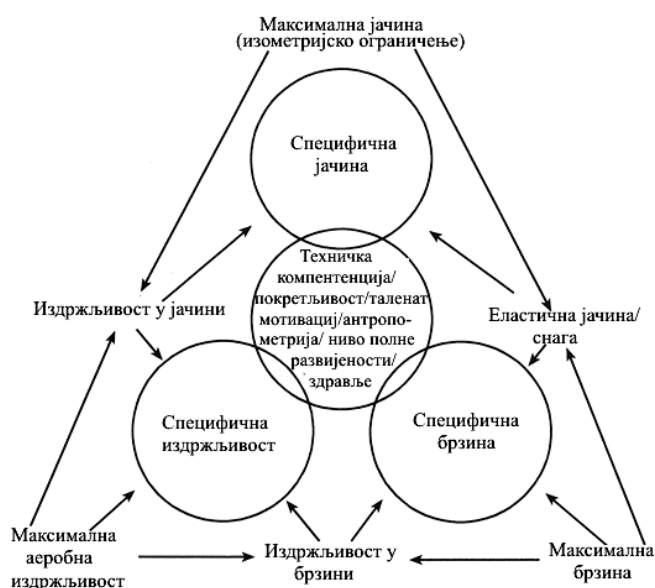 Максимална јачина
(изометријско ограничење)
Специфична
јачина
Техничка
компентенција/
покретљивост/таленат
мотивациј/антропо-
метрија/ ниво полне
развијености/
здравље
Издржљивост у јачини
Еластична јачина/
снага
Специфична
издржљивост
Специфична
брзина
Максимална
аеробна
издржљивост
Издржљивост у
брзини
Максимална
брзина